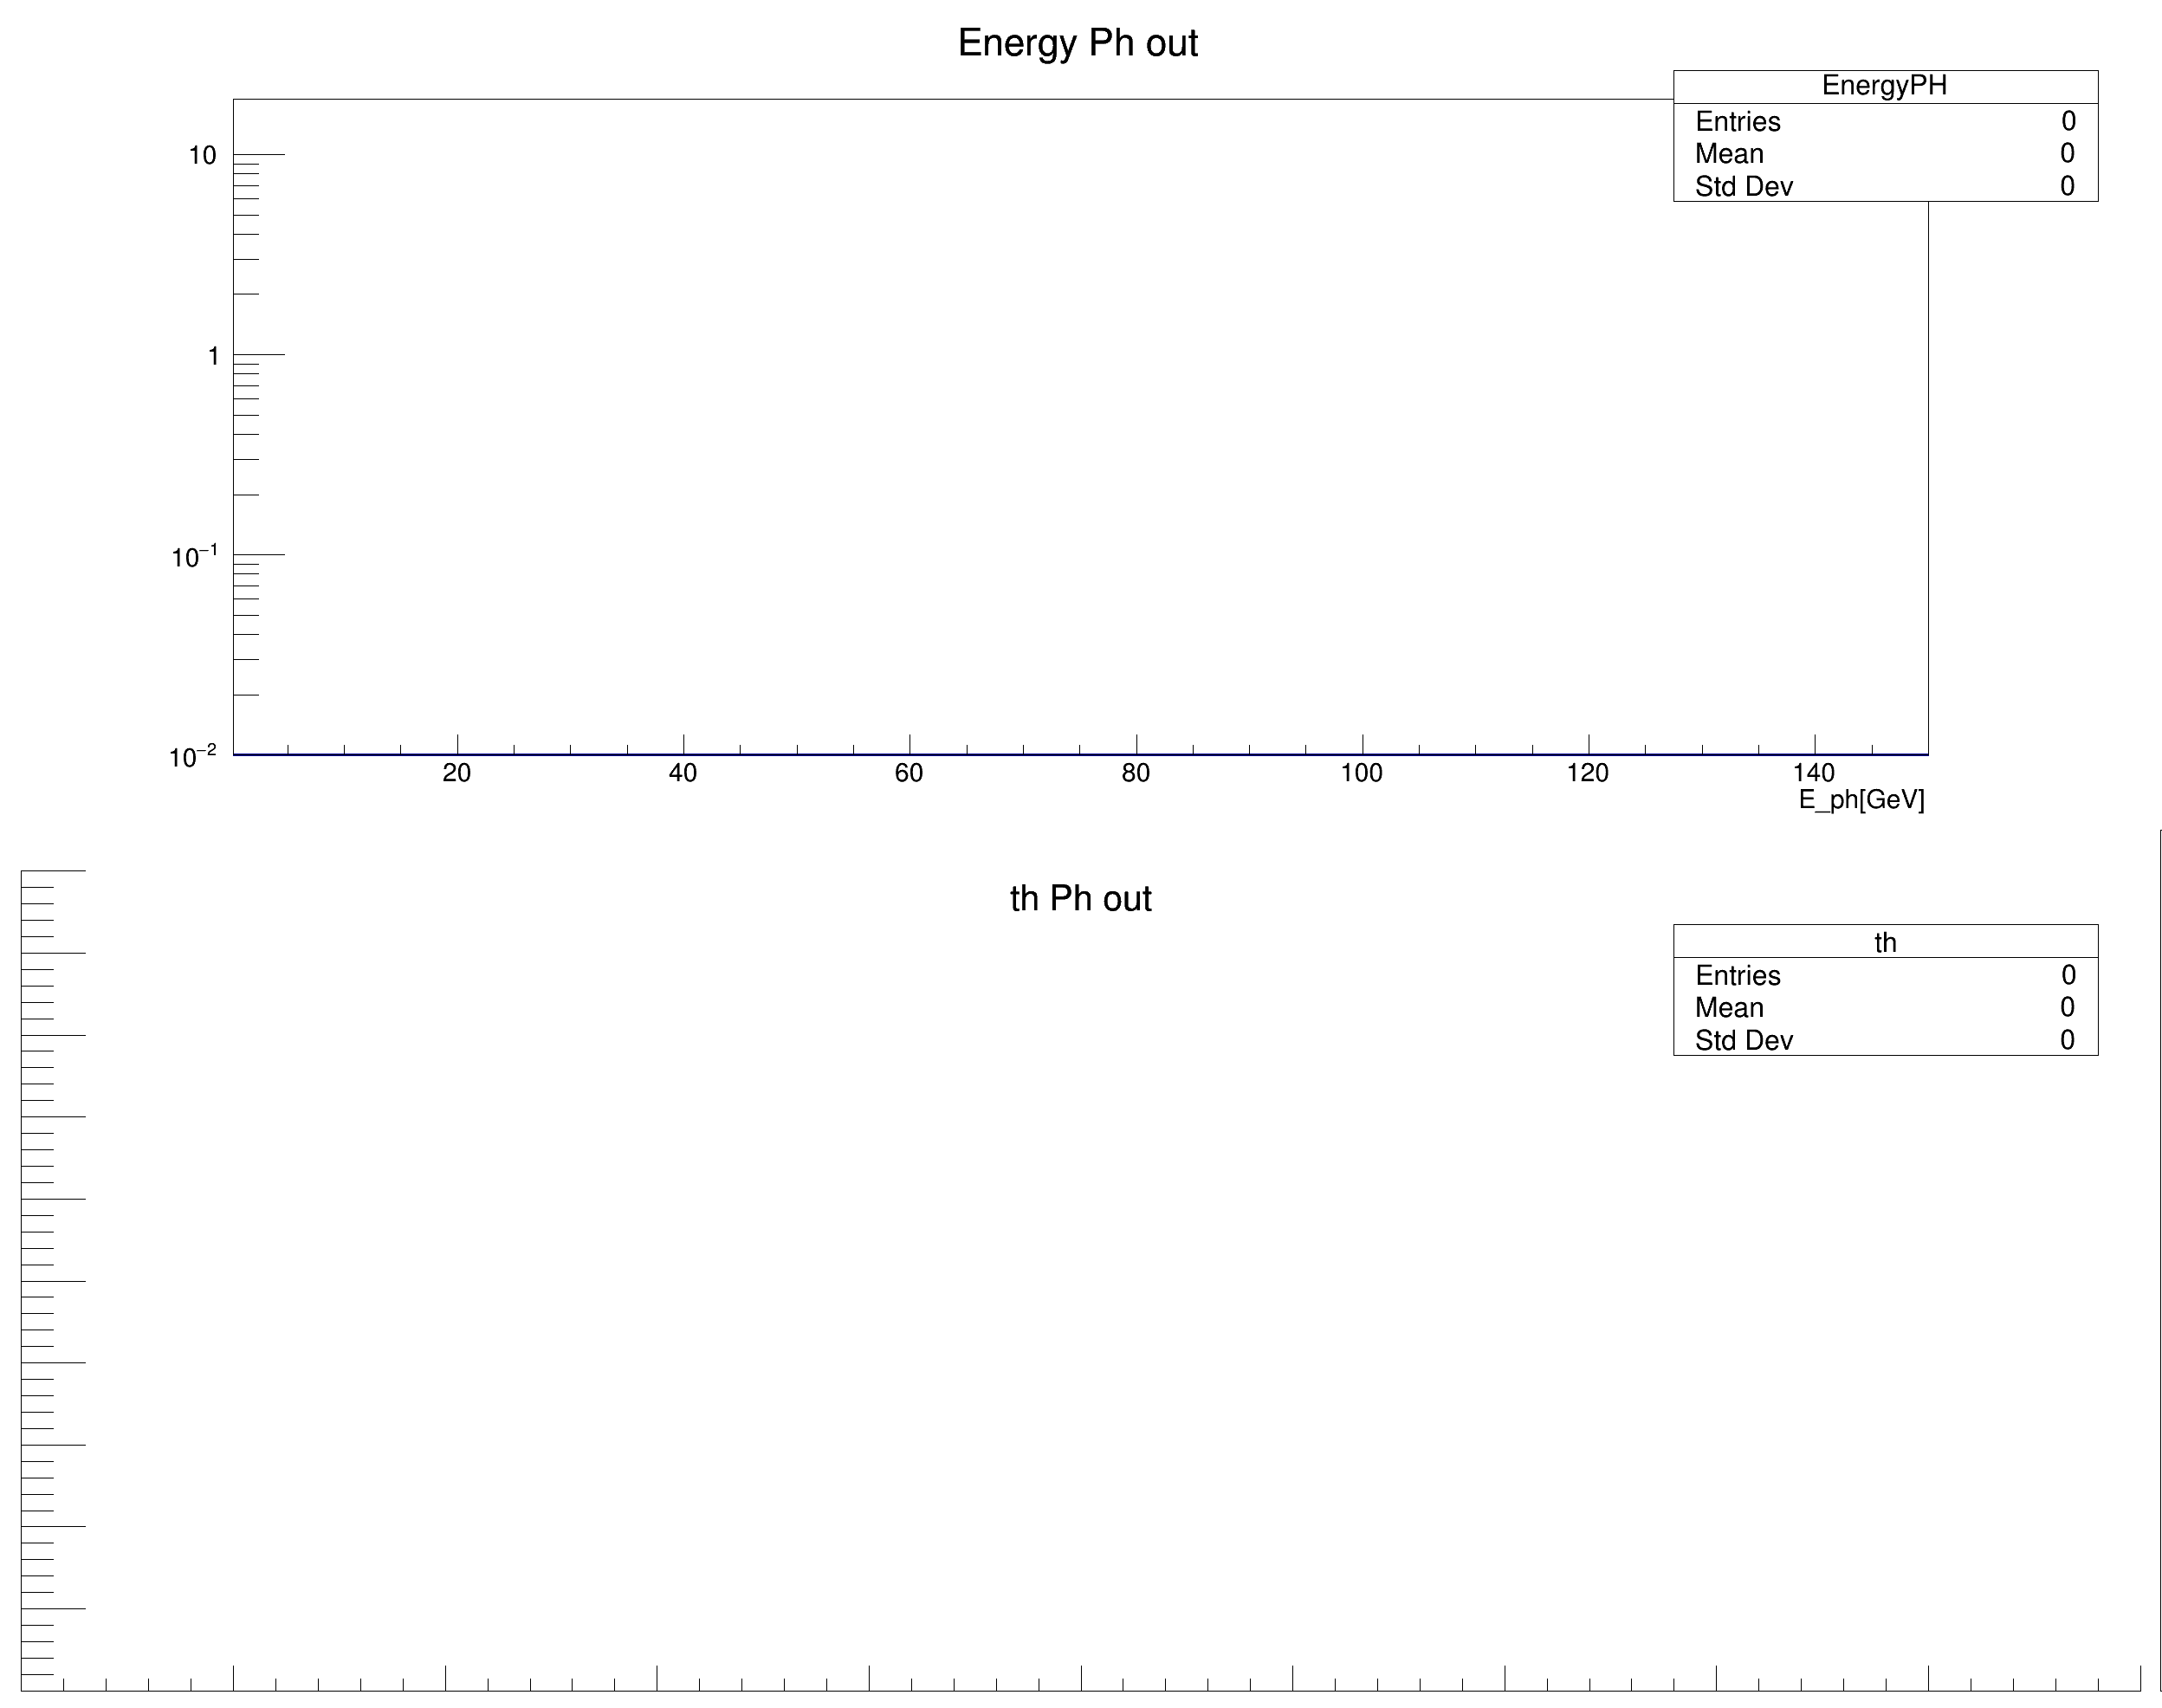 Energy Ph out
EnergyPH
Entries 0
Mean 0
Std Dev 0
10
1
10⁻¹
10⁻²
20 40 60 80 100 120 140
E_ph[GeV]
th Ph out
th
Entries 0
Mean 0
Std Dev 0